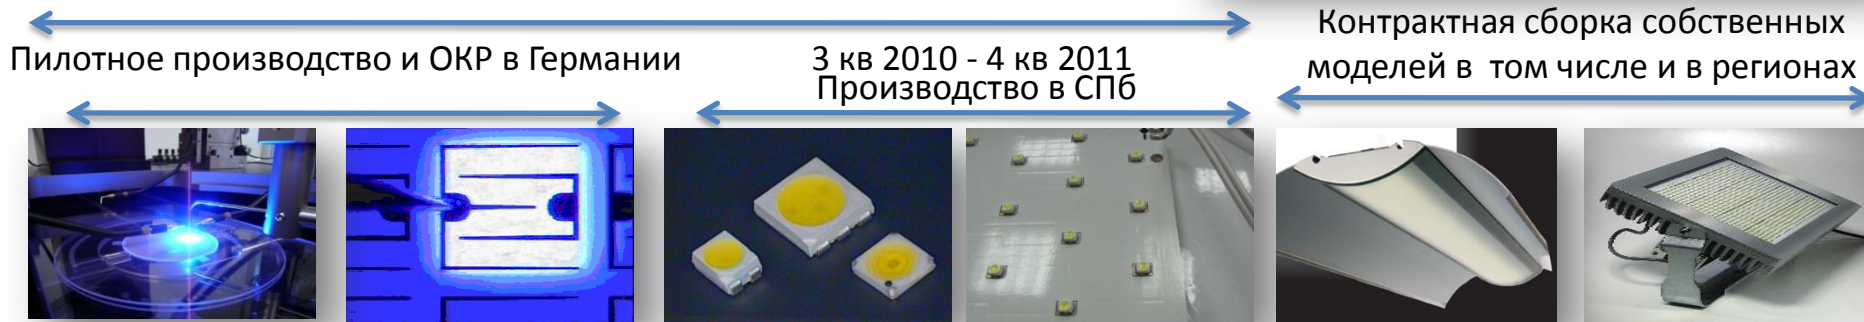 Пилотное производство и ОКР в Германии
3 кв 2010 - 4 кв 2011
Производство в СПб
Контрактная сборка собственных
моделей в том числе и в регионах